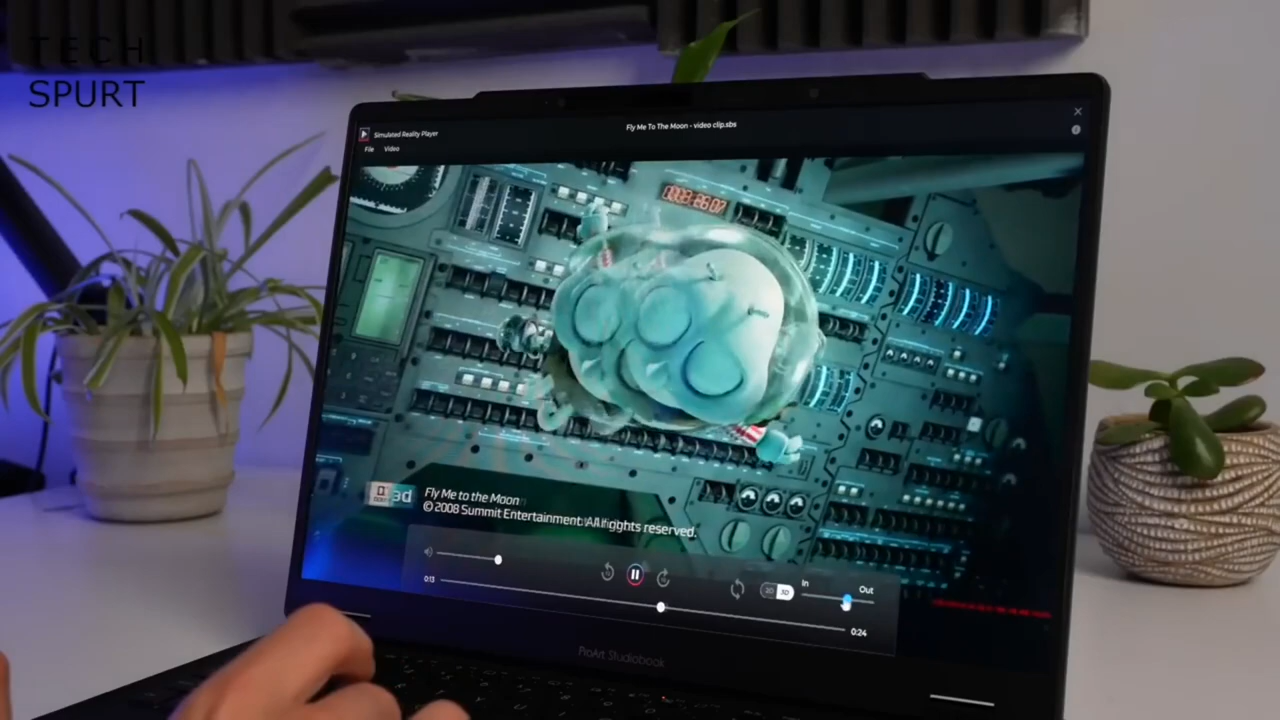 TECH
SPURT
Simulated Reality Player
Fly Me To The Moon - video clip.sbs
File Video
3d
Fly Me to the Moon
© 2008 Summit Entertainment. All rights reserved.
In
Out
2D 3D
0:13
0:24
ProArt Studiobook